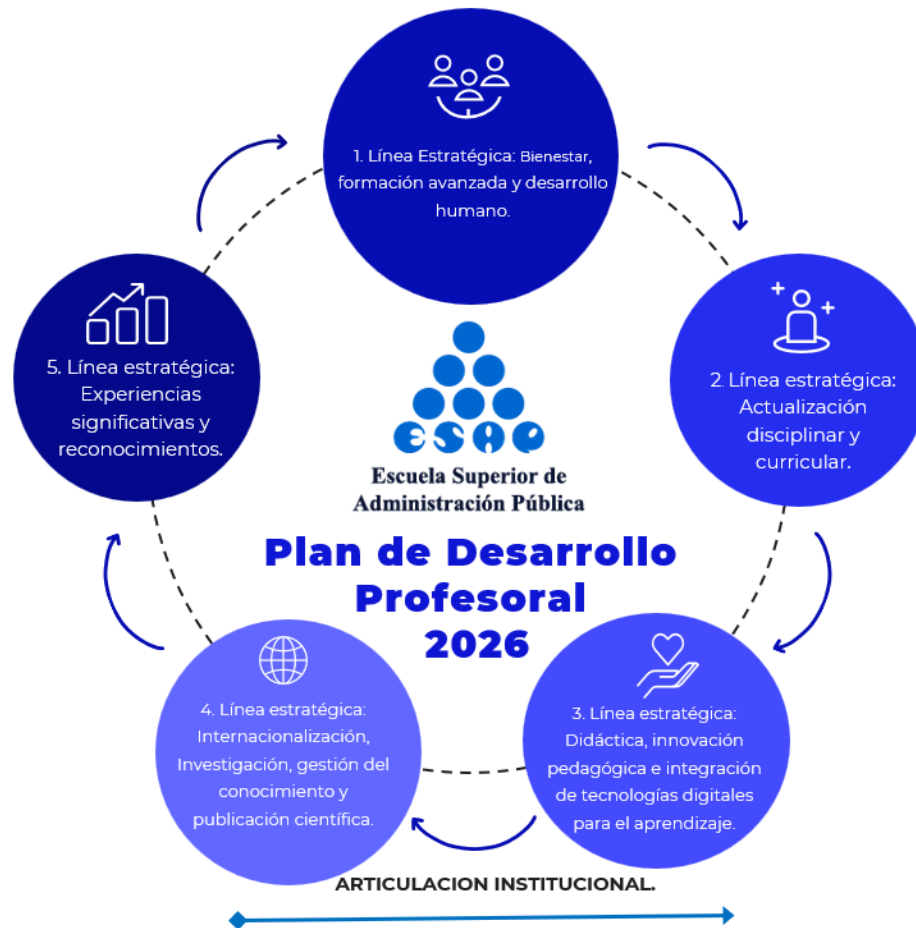 1. Línea Estratégica: Bienestar,
formación avanzada y desarrollo
humano.
2. Línea estratégica:
Actualización
disciplinar y
curricular.
3. Línea estratégica:
Didáctica, innovación
pedagógica e integración
de tecnologías digitales
para el aprendizaje.
4. Línea estratégica:
Internacionalización,
Investigación, gestión del
conocimiento y
publicación científica.
5. Línea estratégica:
Experiencias
significativas y
reconocimientos.
ESAP
Escuela Superior de
Administración Pública
Plan de Desarrollo
Profesoral
2026
ARTICULACION INSTITUCIONAL.